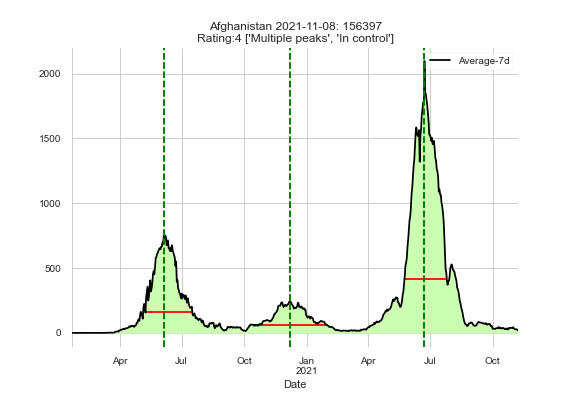 Afghanistan 2021-11-08: 156397
Rating:4 ['Multiple peaks', 'In control']
Average-7d
2000
1500
1000
500
0
Apr Jul Oct Jan Apr Jul Oct
2021
Date